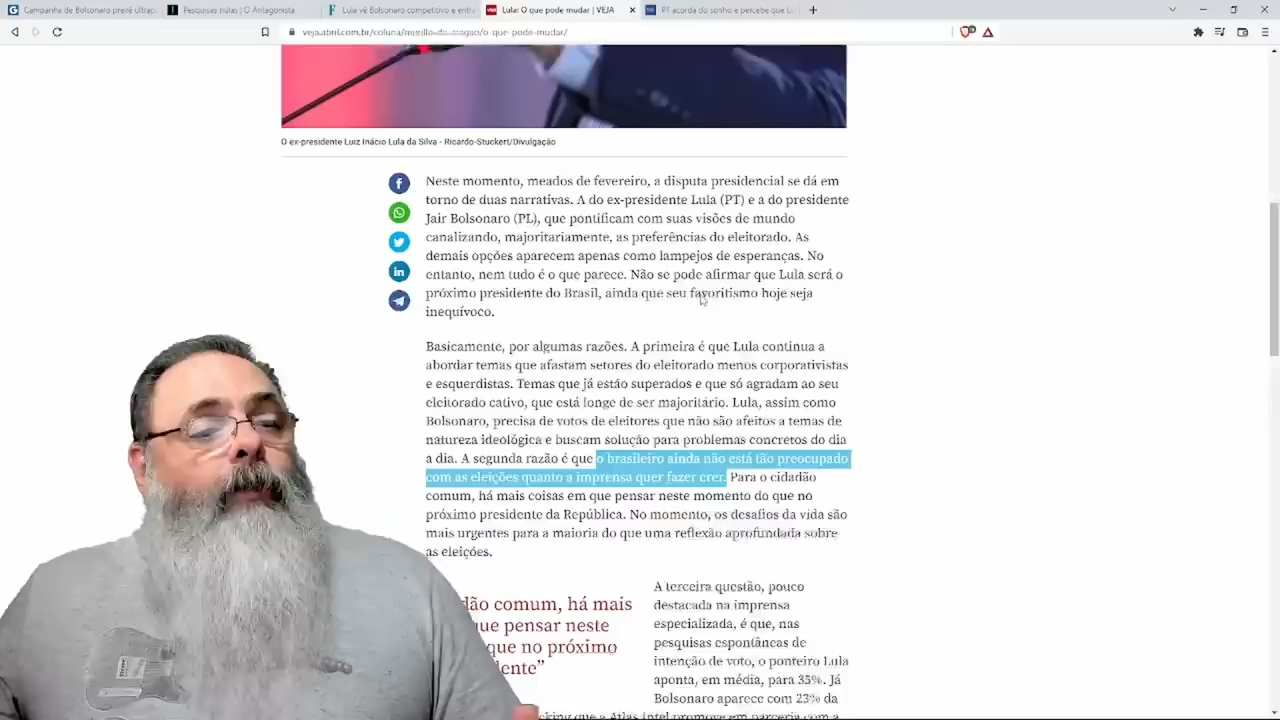 Campanha de Bolsonaro prevê ultrap
Pesquisas nulas | O Antagonista
Lula vê Bolsonaro competitivo e entra
Lula: O que pode mudar | VEJA
PT acorda do sonho e percebe que Lu
veja.abril.com.br/coluna/murillo-de-aragao/o-que-pode-mudar/
O ex-presidente Luiz Inácio Lula da Silva - Ricardo-Stuckert/Divulgação
Neste momento, meados de fevereiro, a disputa presidencial se dá em
torno de duas narrativas. A do ex-presidente Lula (PT) e a do presidente
Jair Bolsonaro (PL), que pontificam com suas visões de mundo
canalizando, majoritariamente, as preferências do eleitorado. As
demais opções aparecem apenas como lampejos de esperanças. No
entanto, nem tudo é o que parece. Não se pode afirmar que Lula será o
próximo presidente do Brasil, ainda que seu favoritismo hoje seja
inequívoco.
Basicamente, por algumas razões. A primeira é que Lula continua a
abordar temas que afastam setores do eleitorado menos corporativistas
e esquerdistas. Temas que já estão superados e que só agradam ao seu
eleitorado cativo, que está longe de ser majoritário. Lula, assim como
Bolsonaro, precisa de votos de eleitores que não são afeitos a temas de
natureza ideológica e buscam solução para problemas concretos do dia
a dia. A segunda razão é que o brasileiro ainda não está tão preocupado
com as eleições quanto a imprensa quer fazer crer. Para o cidadão
comum, há mais coisas em que pensar neste momento do que no
próximo presidente da República. No momento, os desafios da vida são
mais urgentes para a maioria do que uma reflexão aprofundada sobre
as eleições.
dão comum, há mais
que pensar neste
que no próximo
dente”
A terceira questão, pouco
destacada na imprensa
especializada, é que, nas
pesquisas espontâneas de
intenção de voto, o ponteiro Lula
aponta, em média, para 35%. Já
Bolsonaro aparece com 23% da
cking que a Atlas Intel promove em parceria com a